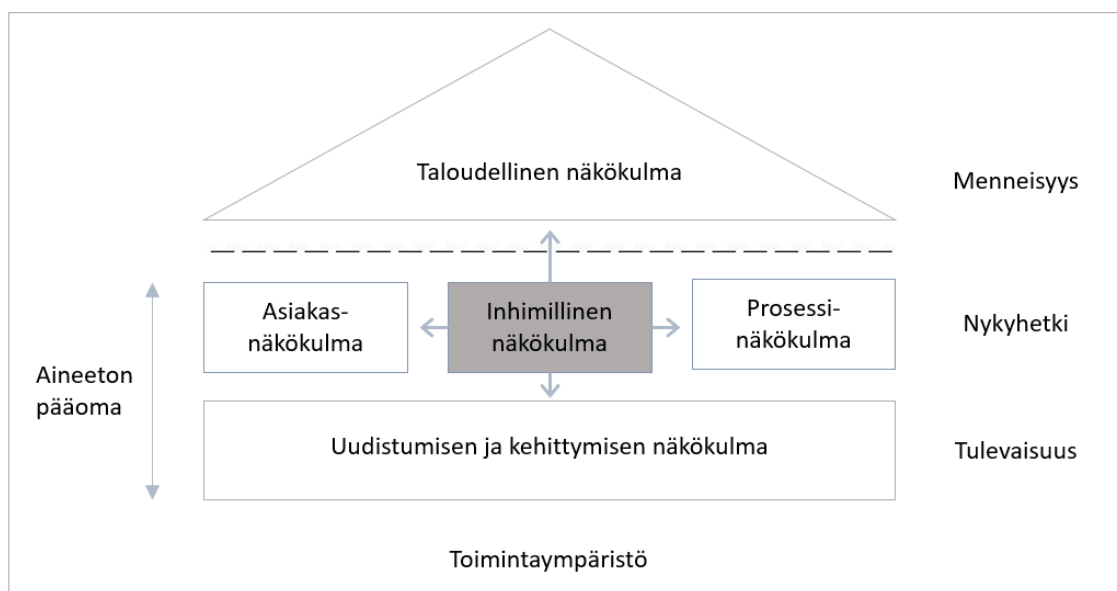 Taloudellinen näkökulma
Menneisyys
Asiakas-
näkökulma
Inhimillinen
näkökulma
Prosessi-
näkökulma
Nykyhetki
Aineeton
pääoma
Uudistumisen ja kehittymisen näkökulma
Tulevaisuus
Toimintaympäristö